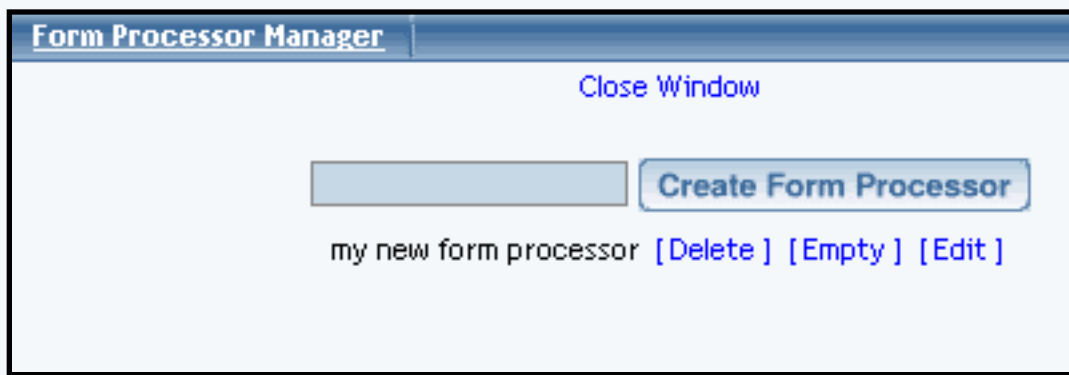 Form Processor Manager
Close Window
Create Form Processor
my new form processor [Delete ] [Empty ] [Edit ]